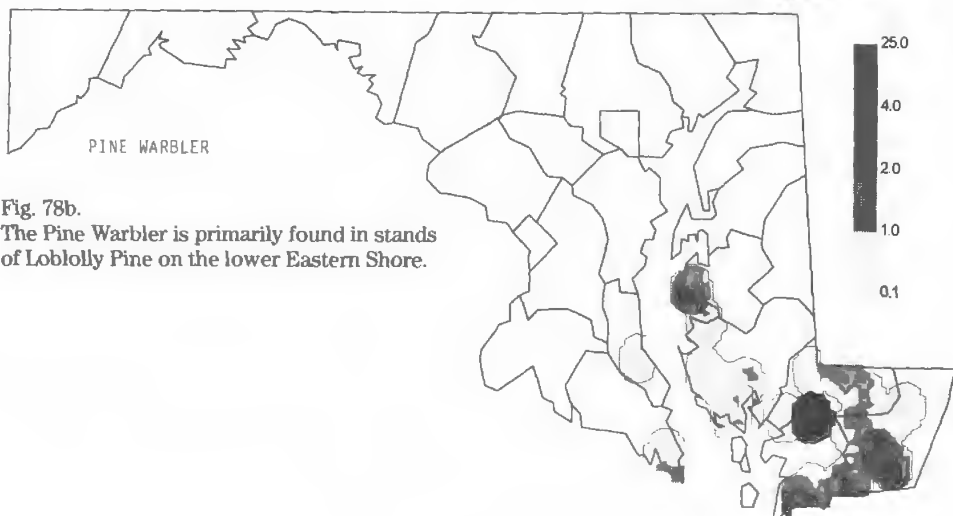 25.0
4.0
2.0
1.0
0.1
PINE WARBLER
Fig. 78b.
The Pine Warbler is primarily found in stands
of Loblolly Pine on the lower Eastern Shore.